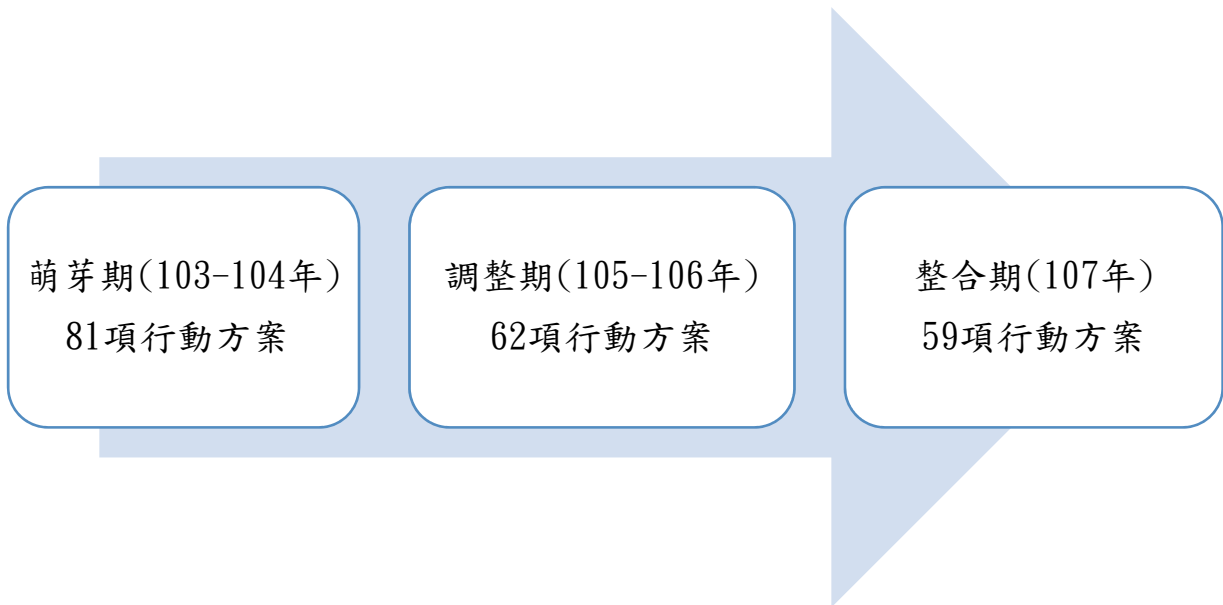 萌芽期(103-104年)
81項行動方案
調整期(105-106年)
62項行動方案
整合期(107年)
59項行動方案